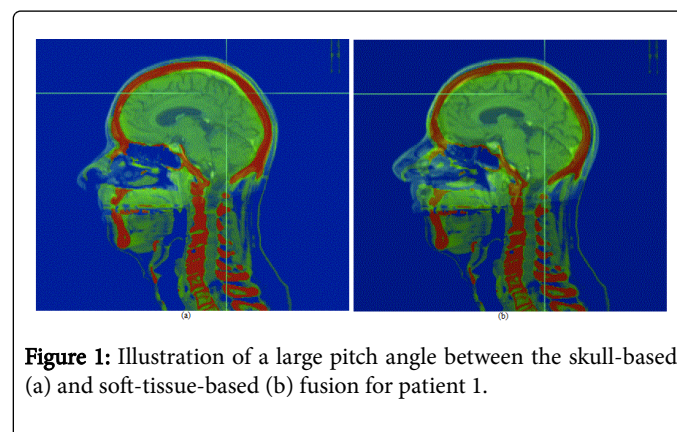 (a)
(b)
Figure 1: Illustration of a large pitch angle between the skull-based
(a) and soft-tissue-based (b) fusion for patient 1.